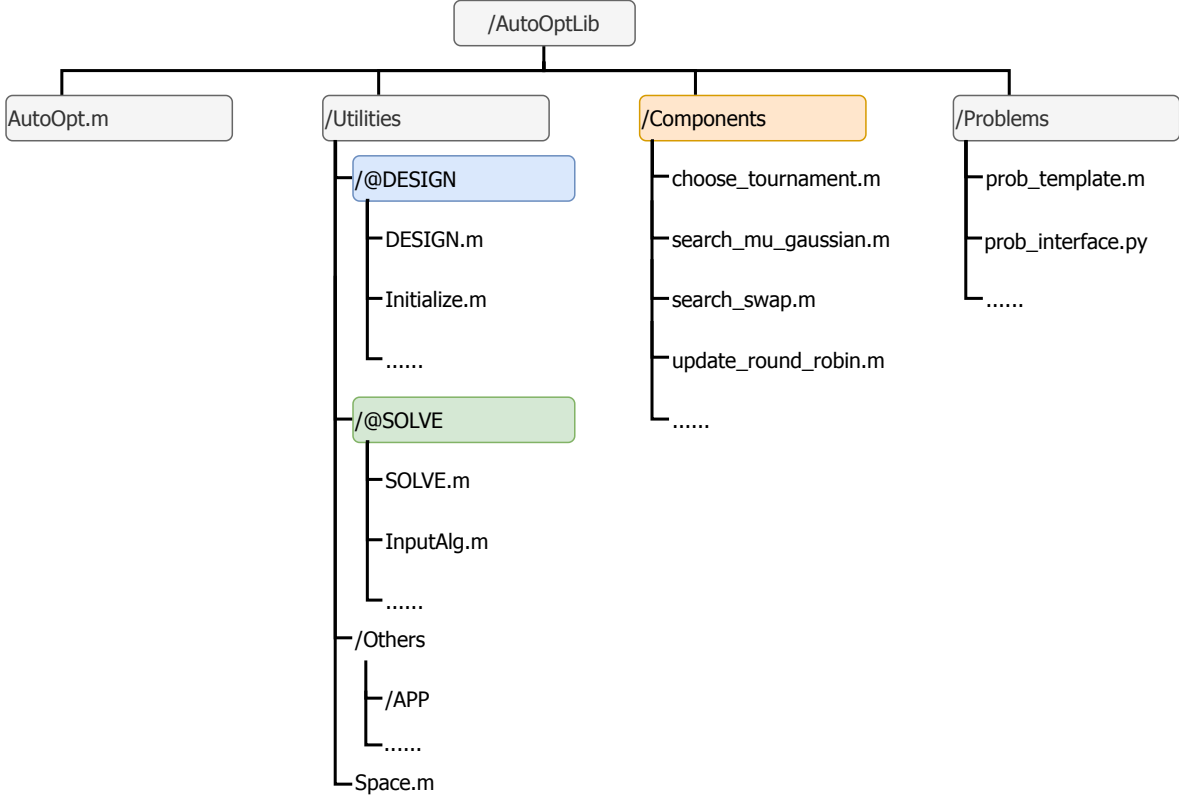 /AutoOptLib
AutoOpt.m
/Utilities
/@DESIGN
DESIGN.m
Initialize.m
......
/@SOLVE
SOLVE.m
InputAlg.m
......
/Others
/APP
......
Space.m
/Components
choose_tournament.m
search_mu_gaussian.m
search_swap.m
update_round_robin.m
......
/Problems
prob_template.m
prob_interface.py
......